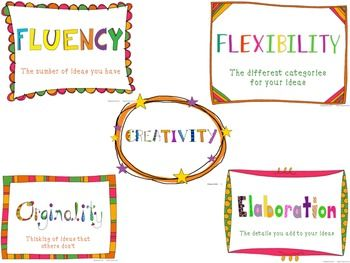 FLUENCY
The number of ideas you have
FLEXIBILITY
The different categories
for your ideas
CREATIVITY
Orginality
Thinking of ideas that
others don't
Elaboration
The details you add to your ideas